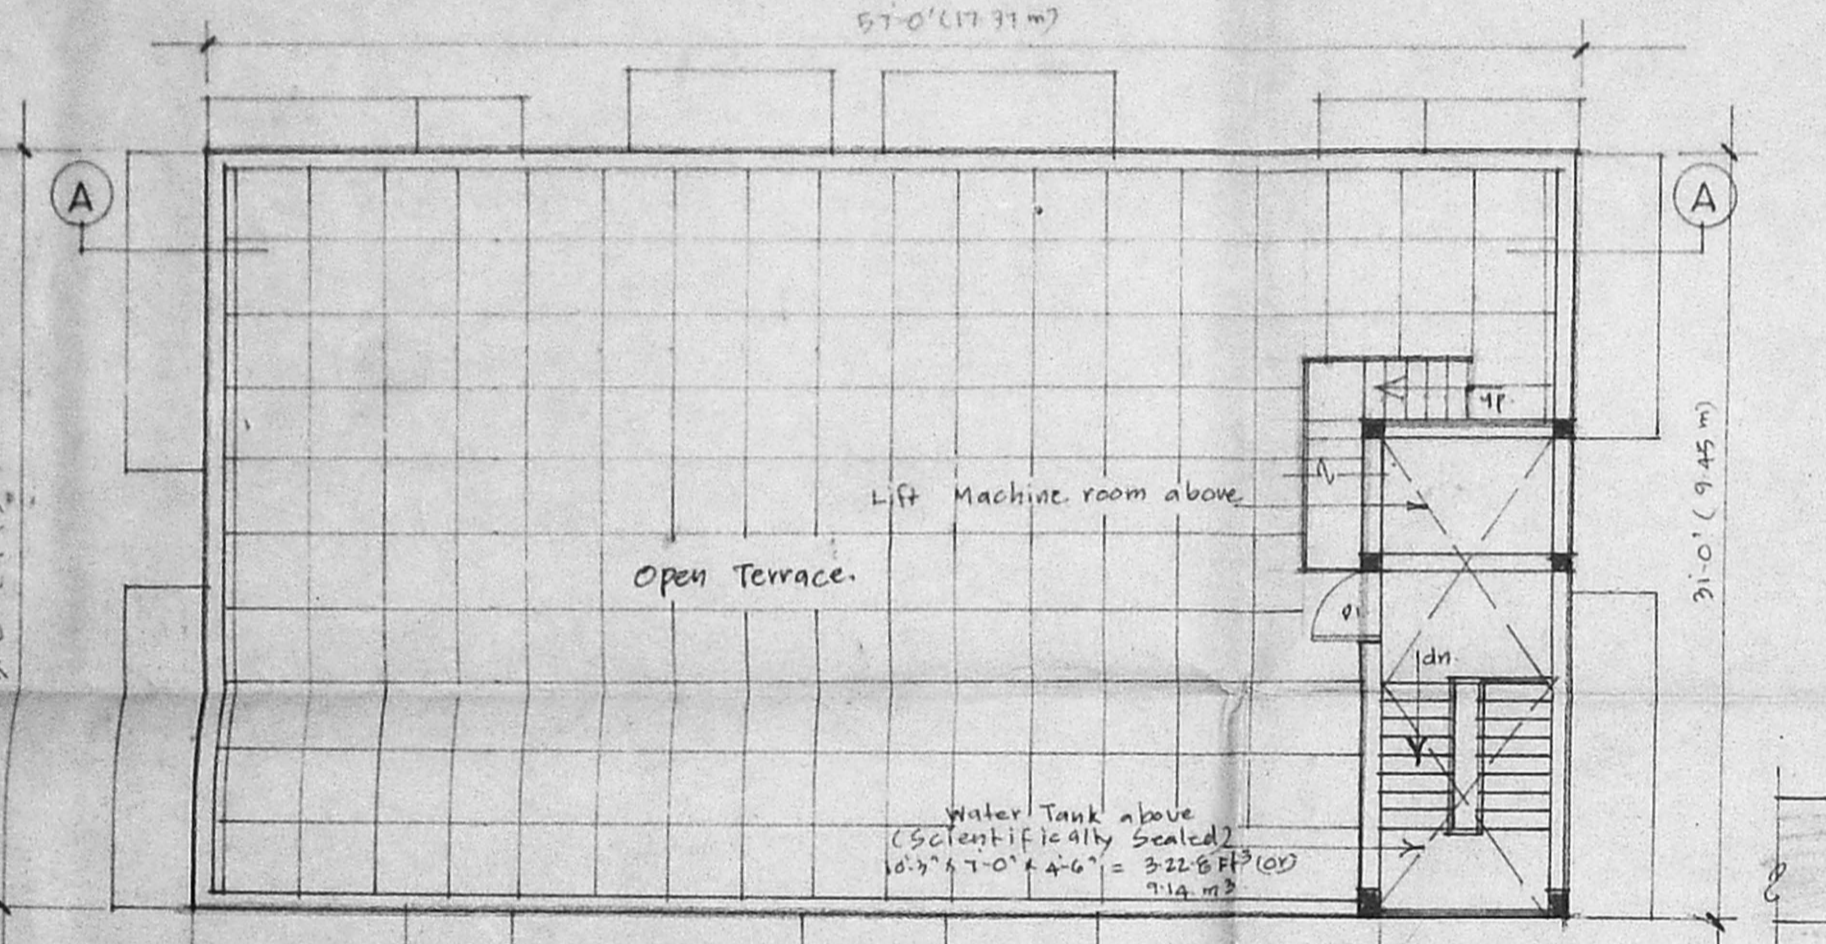 57'-0" (17.37 m)
A
A
up.
Lift Machine room above
31'-0" (9.45 m)
Open Terrace.
D1
dn.
Water Tank above
(Scientifically Sealed)
10'-3" x 7'-0" x 4'-6" = 322.8 Ft³ (or)
9.14 m³